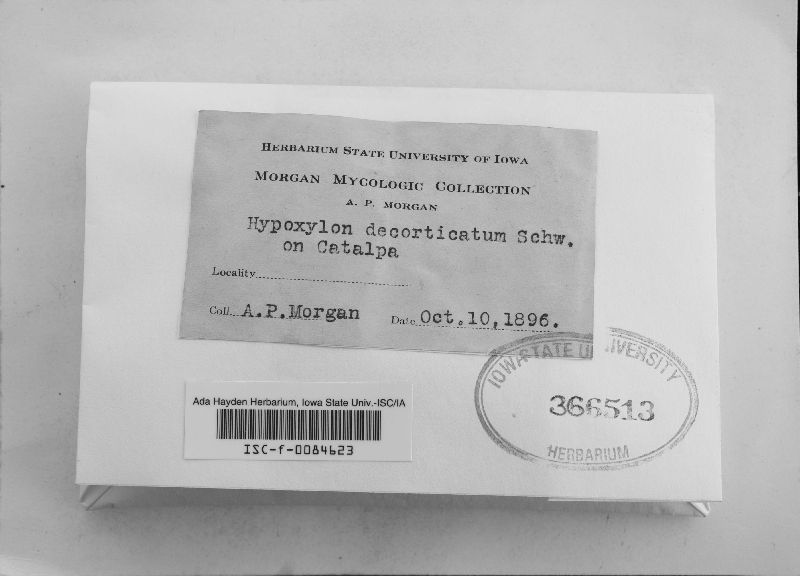 HERBARIUM STATE UNIVERSITY OF IOWA
MORGAN MYCOLOGIC COLLECTION
A. P. MORGAN
Hypoxylon decorticatum Schw.
on Catalpa
Locality
Coll. A.P.Morgan Date Oct.10,1896.
IOWA STATE UNIVERSITY
366513
HERBARIUM
Ada Hayden Herbarium, Iowa State Univ.-ISC/IA
ISC-f-0084623